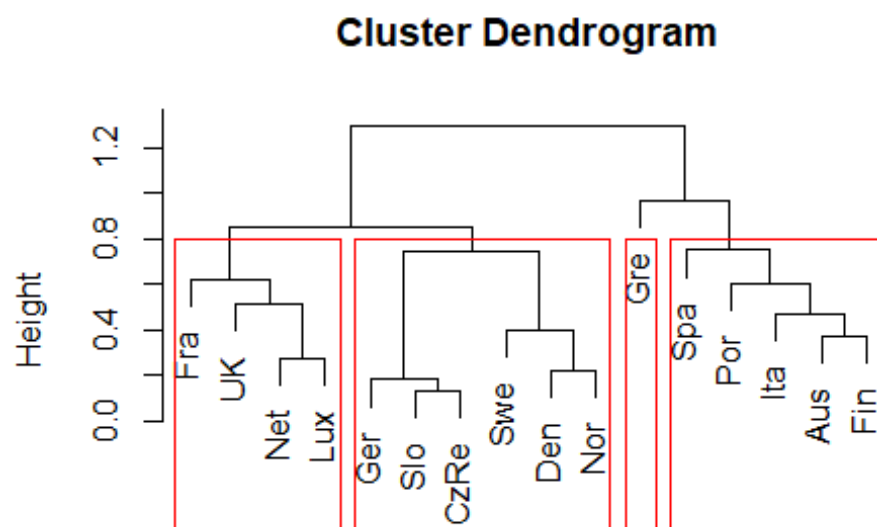 Cluster Dendrogram
Height
0.0 0.4 0.8 1.2
Fra UK Net Lux Ger Slo CzRe Swe Den Nor Gre Spa Por Ita Aus Fin